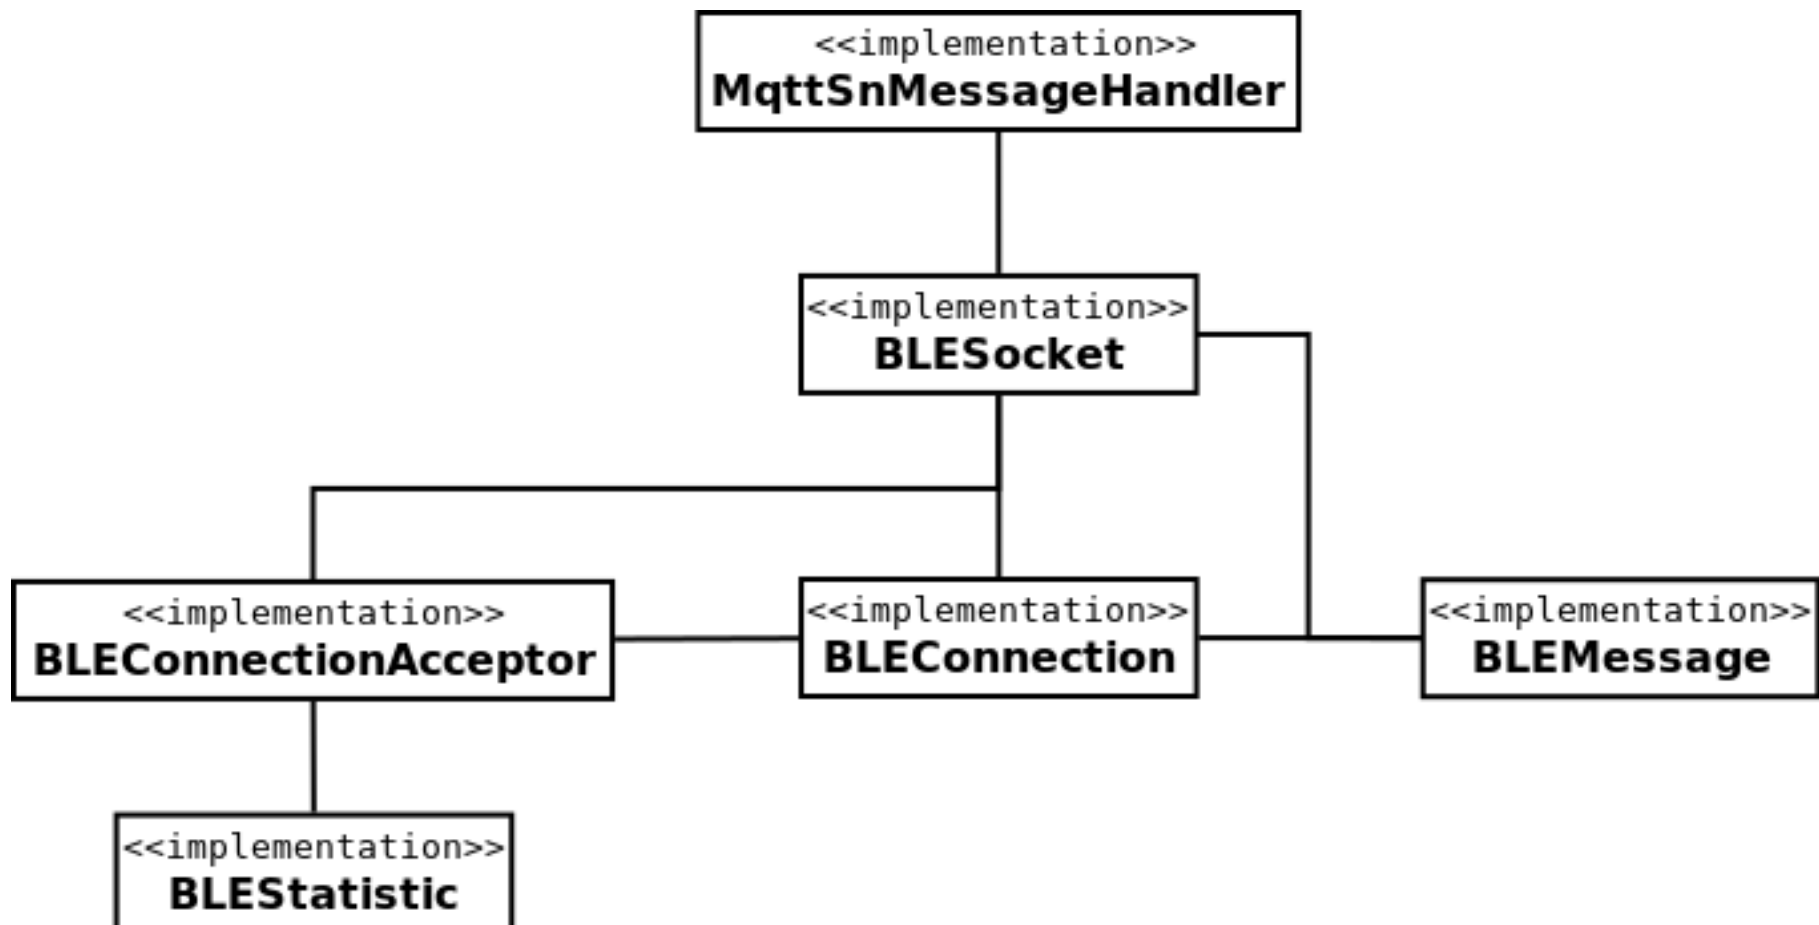 <<implementation>>
MqttSnMessageHandler
<<implementation>>
BLESocket
<<implementation>>
BLEConnectionAcceptor
<<implementation>>
BLEConnection
<<implementation>>
BLEMessage
<<implementation>>
BLEStatistic